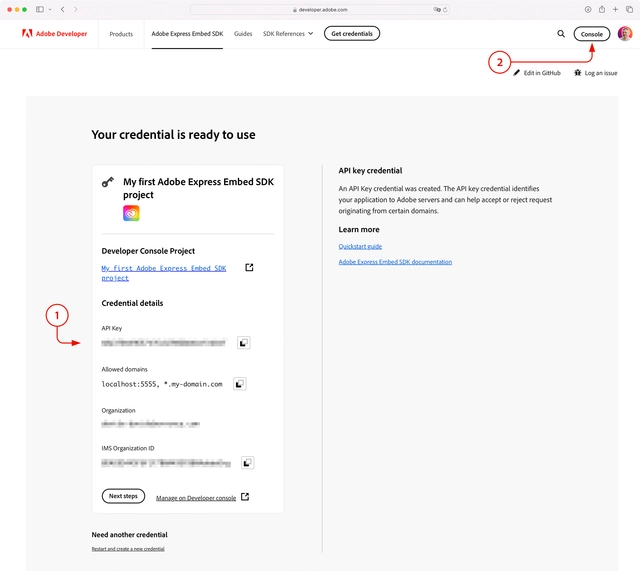 developer.adobe.com
Adobe Developer
Products
Adobe Express Embed SDK
Guides
SDK References
Get credentials
Console
2
Edit in GitHub
Log an issue
Your credential is ready to use
My first Adobe Express Embed SDK
project
Developer Console Project
My first Adobe Express Embed SDK
project
Credential details
1
API Key
Allowed domains
localhost:5555, *.my-domain.com
Organization
IMS Organization ID
Next steps
Manage on Developer console
Need another credential
Restart and create a new credential
API key credential
An API Key credential was created. The API key credential identifies
your application to Adobe servers and can help accept or reject request
originating from certain domains.
Learn more
Quickstart guide
Adobe Express Embed SDK documentation